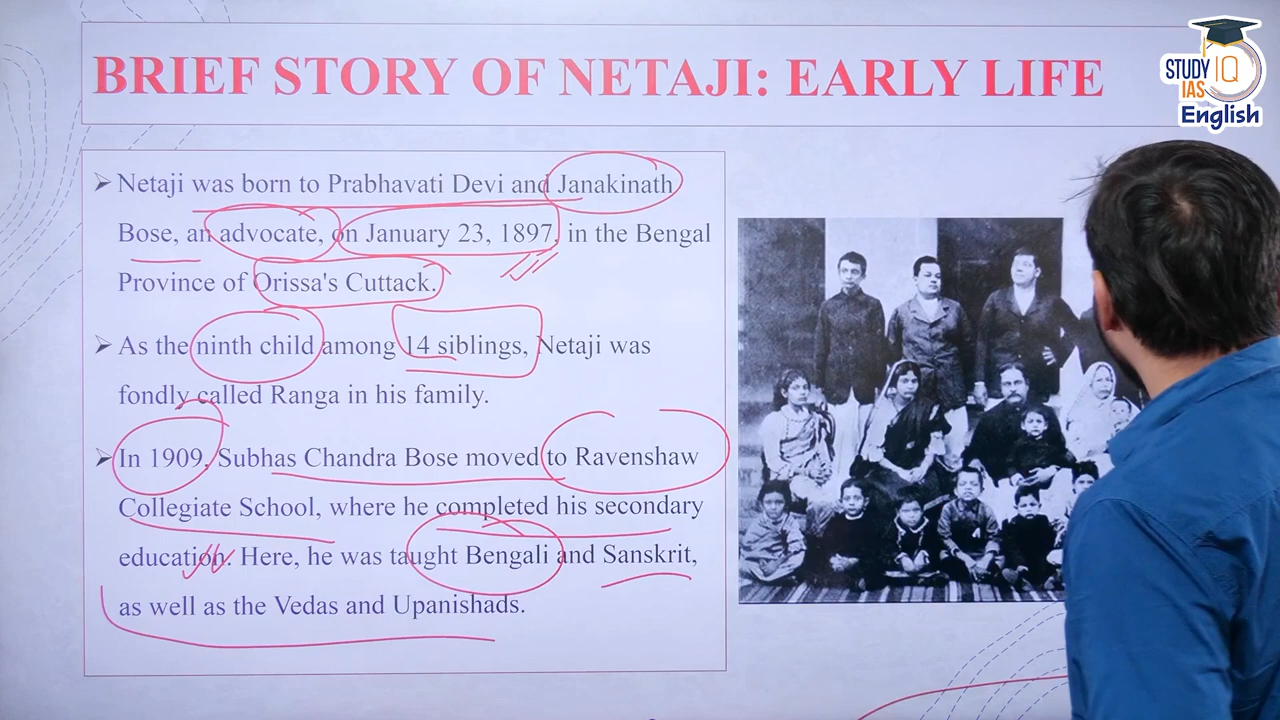 BRIEF STORY OF NETAJI: EARLY LIFE
STUDY IQ
IAS
English
➤ Netaji was born to Prabhavati Devi and Janakinath
Bose, an advocate, on January 23, 1897, in the Bengal
Province of Orissa's Cuttack.
➤ As the ninth child among 14 siblings, Netaji was
fondly called Ranga in his family.
➤ In 1909, Subhas Chandra Bose moved to Ravenshaw
Collegiate School, where he completed his secondary
education. Here, he was taught Bengali and Sanskrit,
as well as the Vedas and Upanishads.